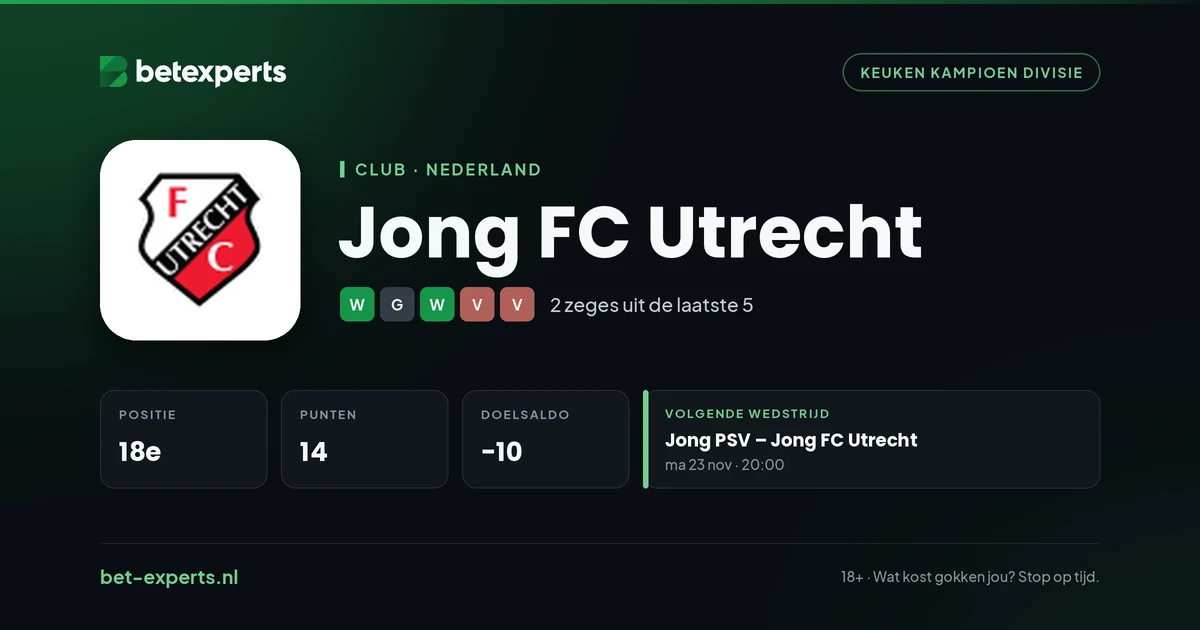 betexperts
KEUKEN KAMPIOEN DIVISIE
F
UTRECHT
C
CLUB · NEDERLAND
Jong FC Utrecht
W G W V V 2 zeges uit de laatste 5
POSITIE
18e
PUNTEN
14
DOELSALDO
-10
VOLGENDE WEDSTRIJD
Jong PSV – Jong FC Utrecht
ma 23 nov · 20:00
bet-experts.nl
18+ · Wat kost gokken jou? Stop op tijd.